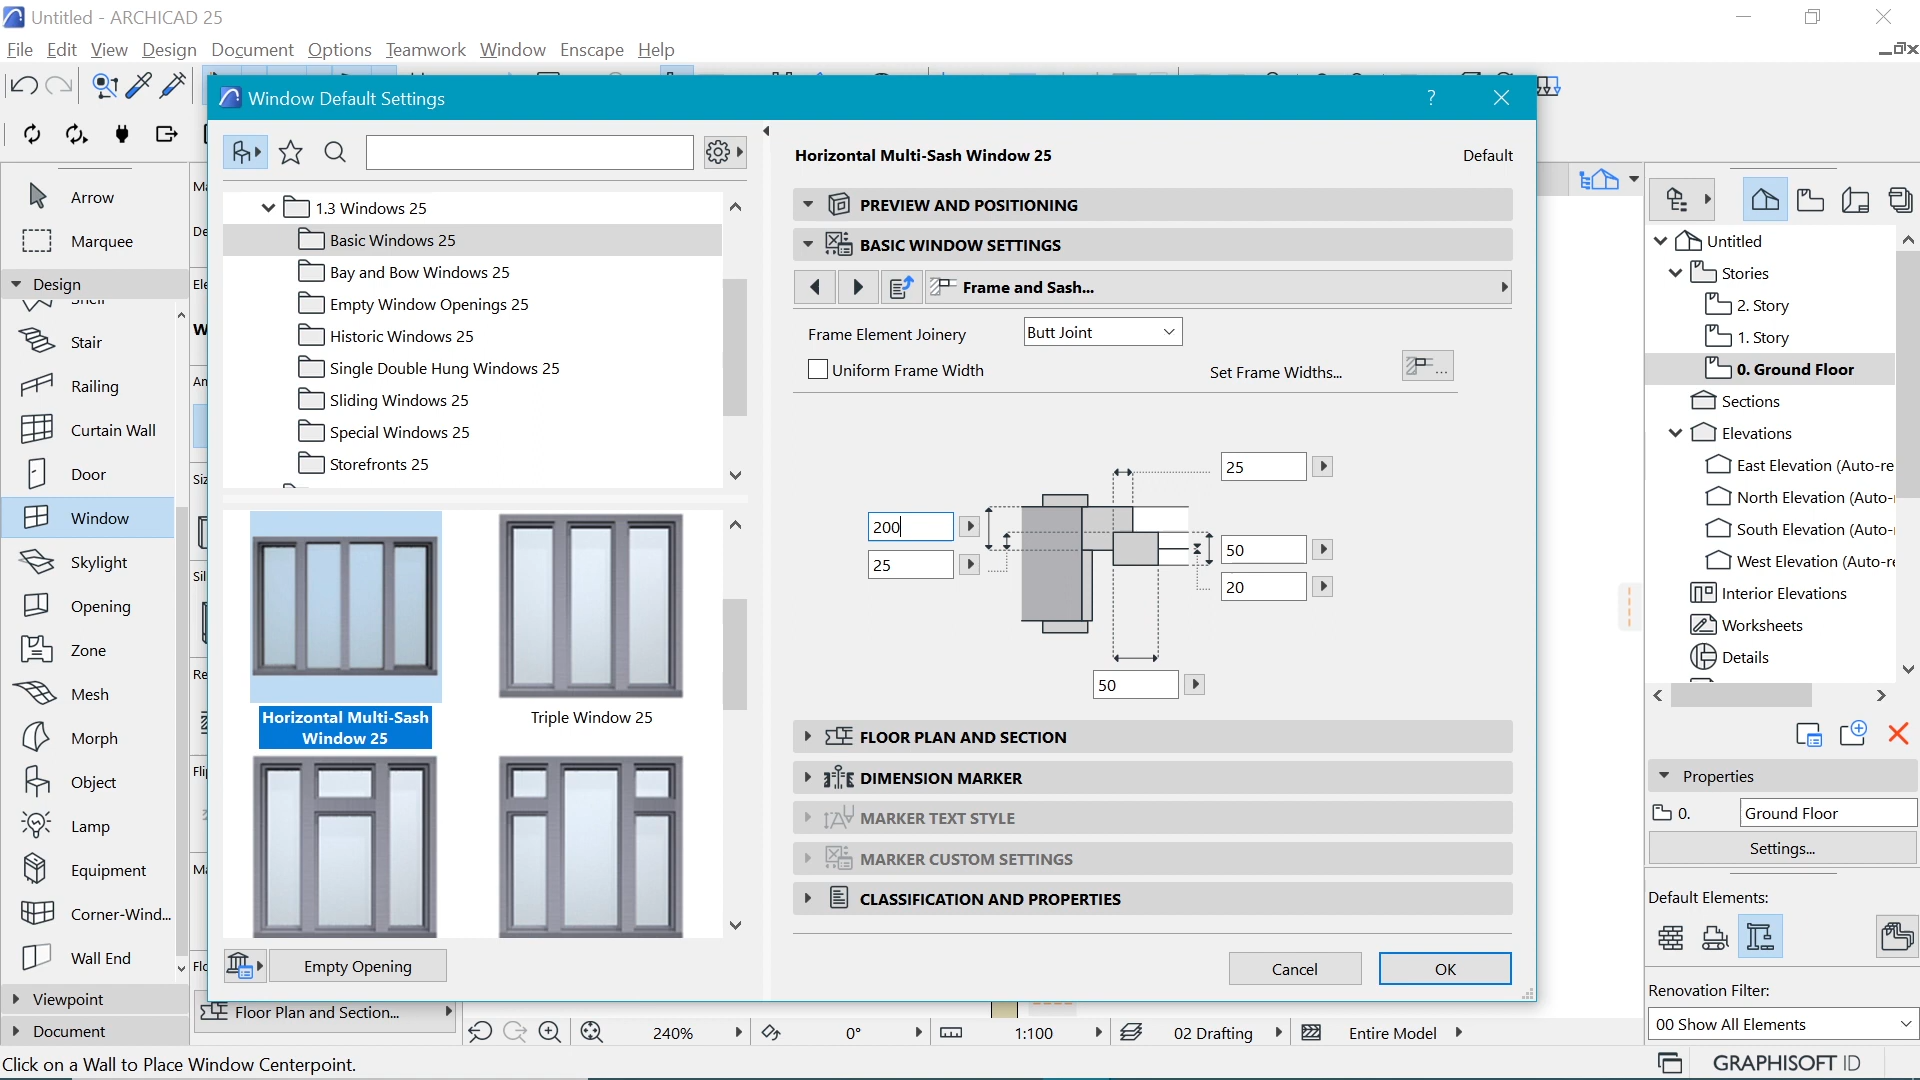 Untitled - ARCHICAD 25
File Edit View Design Document Options Teamwork Window Enscape Help
Window Default Settings
?
Arrow
Marquee
Design
Shell
Stair
Railing
Curtain Wall
Door
Window
Skylight
Opening
Zone
Mesh
Morph
Object
Lamp
Equipment
Corner-Wind...
Wall End
Viewpoint
Document
1.3 Windows 25
Basic Windows 25
Bay and Bow Windows 25
Empty Window Openings 25
Historic Windows 25
Single Double Hung Windows 25
Sliding Windows 25
Special Windows 25
Storefronts 25
Horizontal Multi-Sash
Window 25
Triple Window 25
Empty Opening
Horizontal Multi-Sash Window 25
Default
PREVIEW AND POSITIONING
BASIC WINDOW SETTINGS
Frame and Sash...
Frame Element Joinery
Butt Joint
Uniform Frame Width
Set Frame Widths...
25
200
25
50
20
50
FLOOR PLAN AND SECTION
DIMENSION MARKER
MARKER TEXT STYLE
MARKER CUSTOM SETTINGS
CLASSIFICATION AND PROPERTIES
Cancel
OK
Untitled
Stories
2. Story
1. Story
0. Ground Floor
Sections
Elevations
East Elevation (Auto-re
North Elevation (Auto-
South Elevation (Auto-
West Elevation (Auto-re
Interior Elevations
Worksheets
Details
Properties
0.
Ground Floor
Settings...
Default Elements:
Renovation Filter:
00 Show All Elements
Floor Plan and Section...
240%
0°
1:100
02 Drafting
Entire Model
Click on a Wall to Place Window Centerpoint.
GRAPHISOFT ID